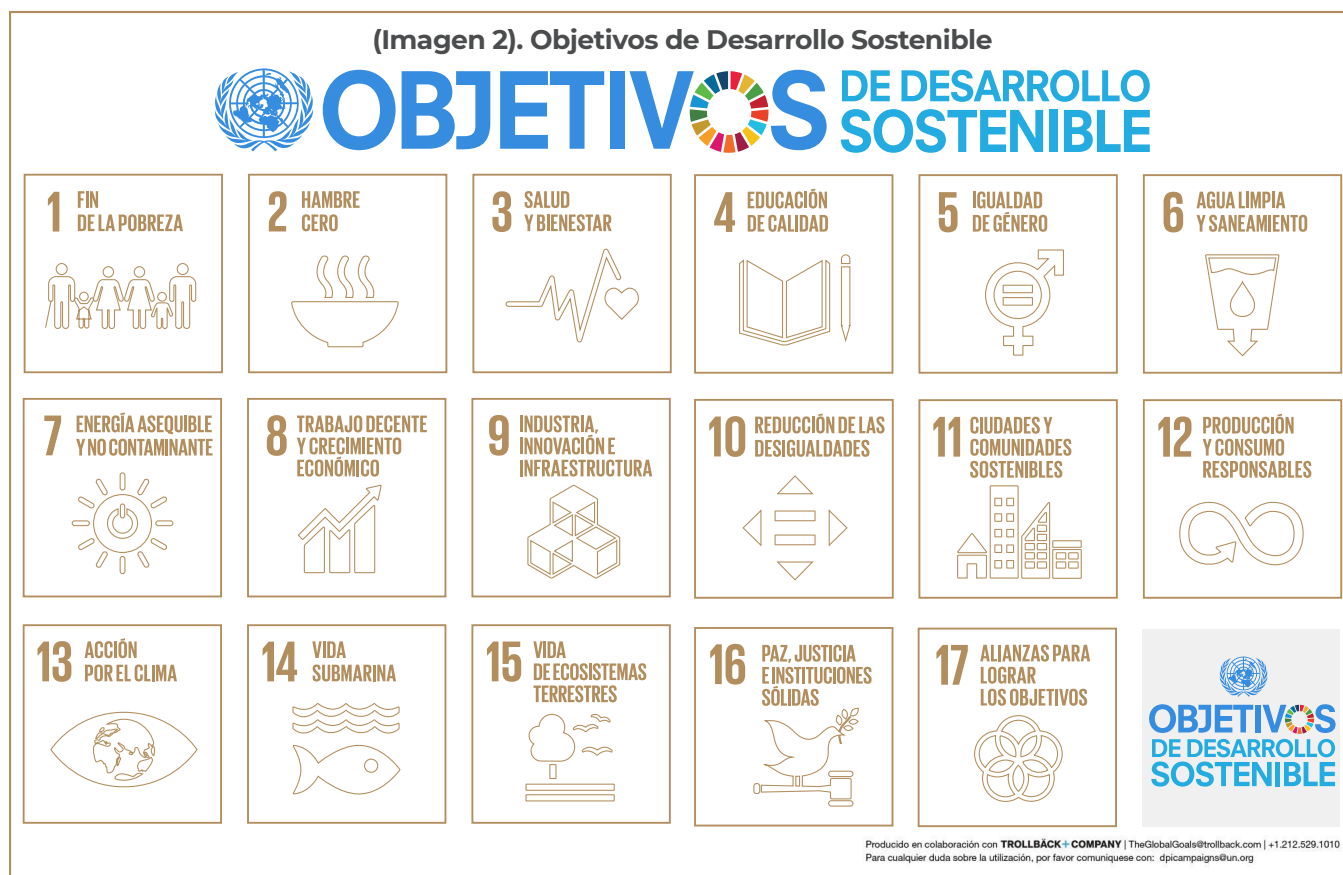 (Imagen 2). Objetivos de Desarrollo Sostenible
OBJETIVOS
DE DESARROLLO
SOSTENIBLE
1 FIN
DE LA POBREZA
2 HAMBRE
CERO
3 SALUD
Y BIENESTAR
4 EDUCACIÓN
DE CALIDAD
5 IGUALDAD
DE GÉNERO
6 AGUA LIMPIA
Y SANEAMIENTO
7 ENERGÍA ASEQUIBLE
Y NO CONTAMINANTE
8 TRABAJO DECENTE
Y CRECIMIENTO
ECONÓMICO
9 INDUSTRIA,
INNOVACIÓN E
INFRAESTRUCTURA
10 REDUCCIÓN DE LAS
DESIGUALDADES
11 CIUDADES Y
COMUNIDADES
SOSTENIBLES
12 PRODUCCIÓN
Y CONSUMO
RESPONSABLES
13 ACCIÓN
POR EL CLIMA
14 VIDA
SUBMARINA
15 VIDA
DE ECOSISTEMAS
TERRESTRES
16 PAZ, JUSTICIA
E INSTITUCIONES
SÓLIDAS
17 ALIANZAS PARA
LOGRAR
LOS OBJETIVOS
OBJETIVOS
DE DESARROLLO
SOSTENIBLE
Producido en colaboración con TROLLBÄCK+COMPANY | TheGlobalGoals@trollback.com | +1.212.529.1010
Para cualquier duda sobre la utilización, por favor comuniquese con: dpicampaigns@un.org